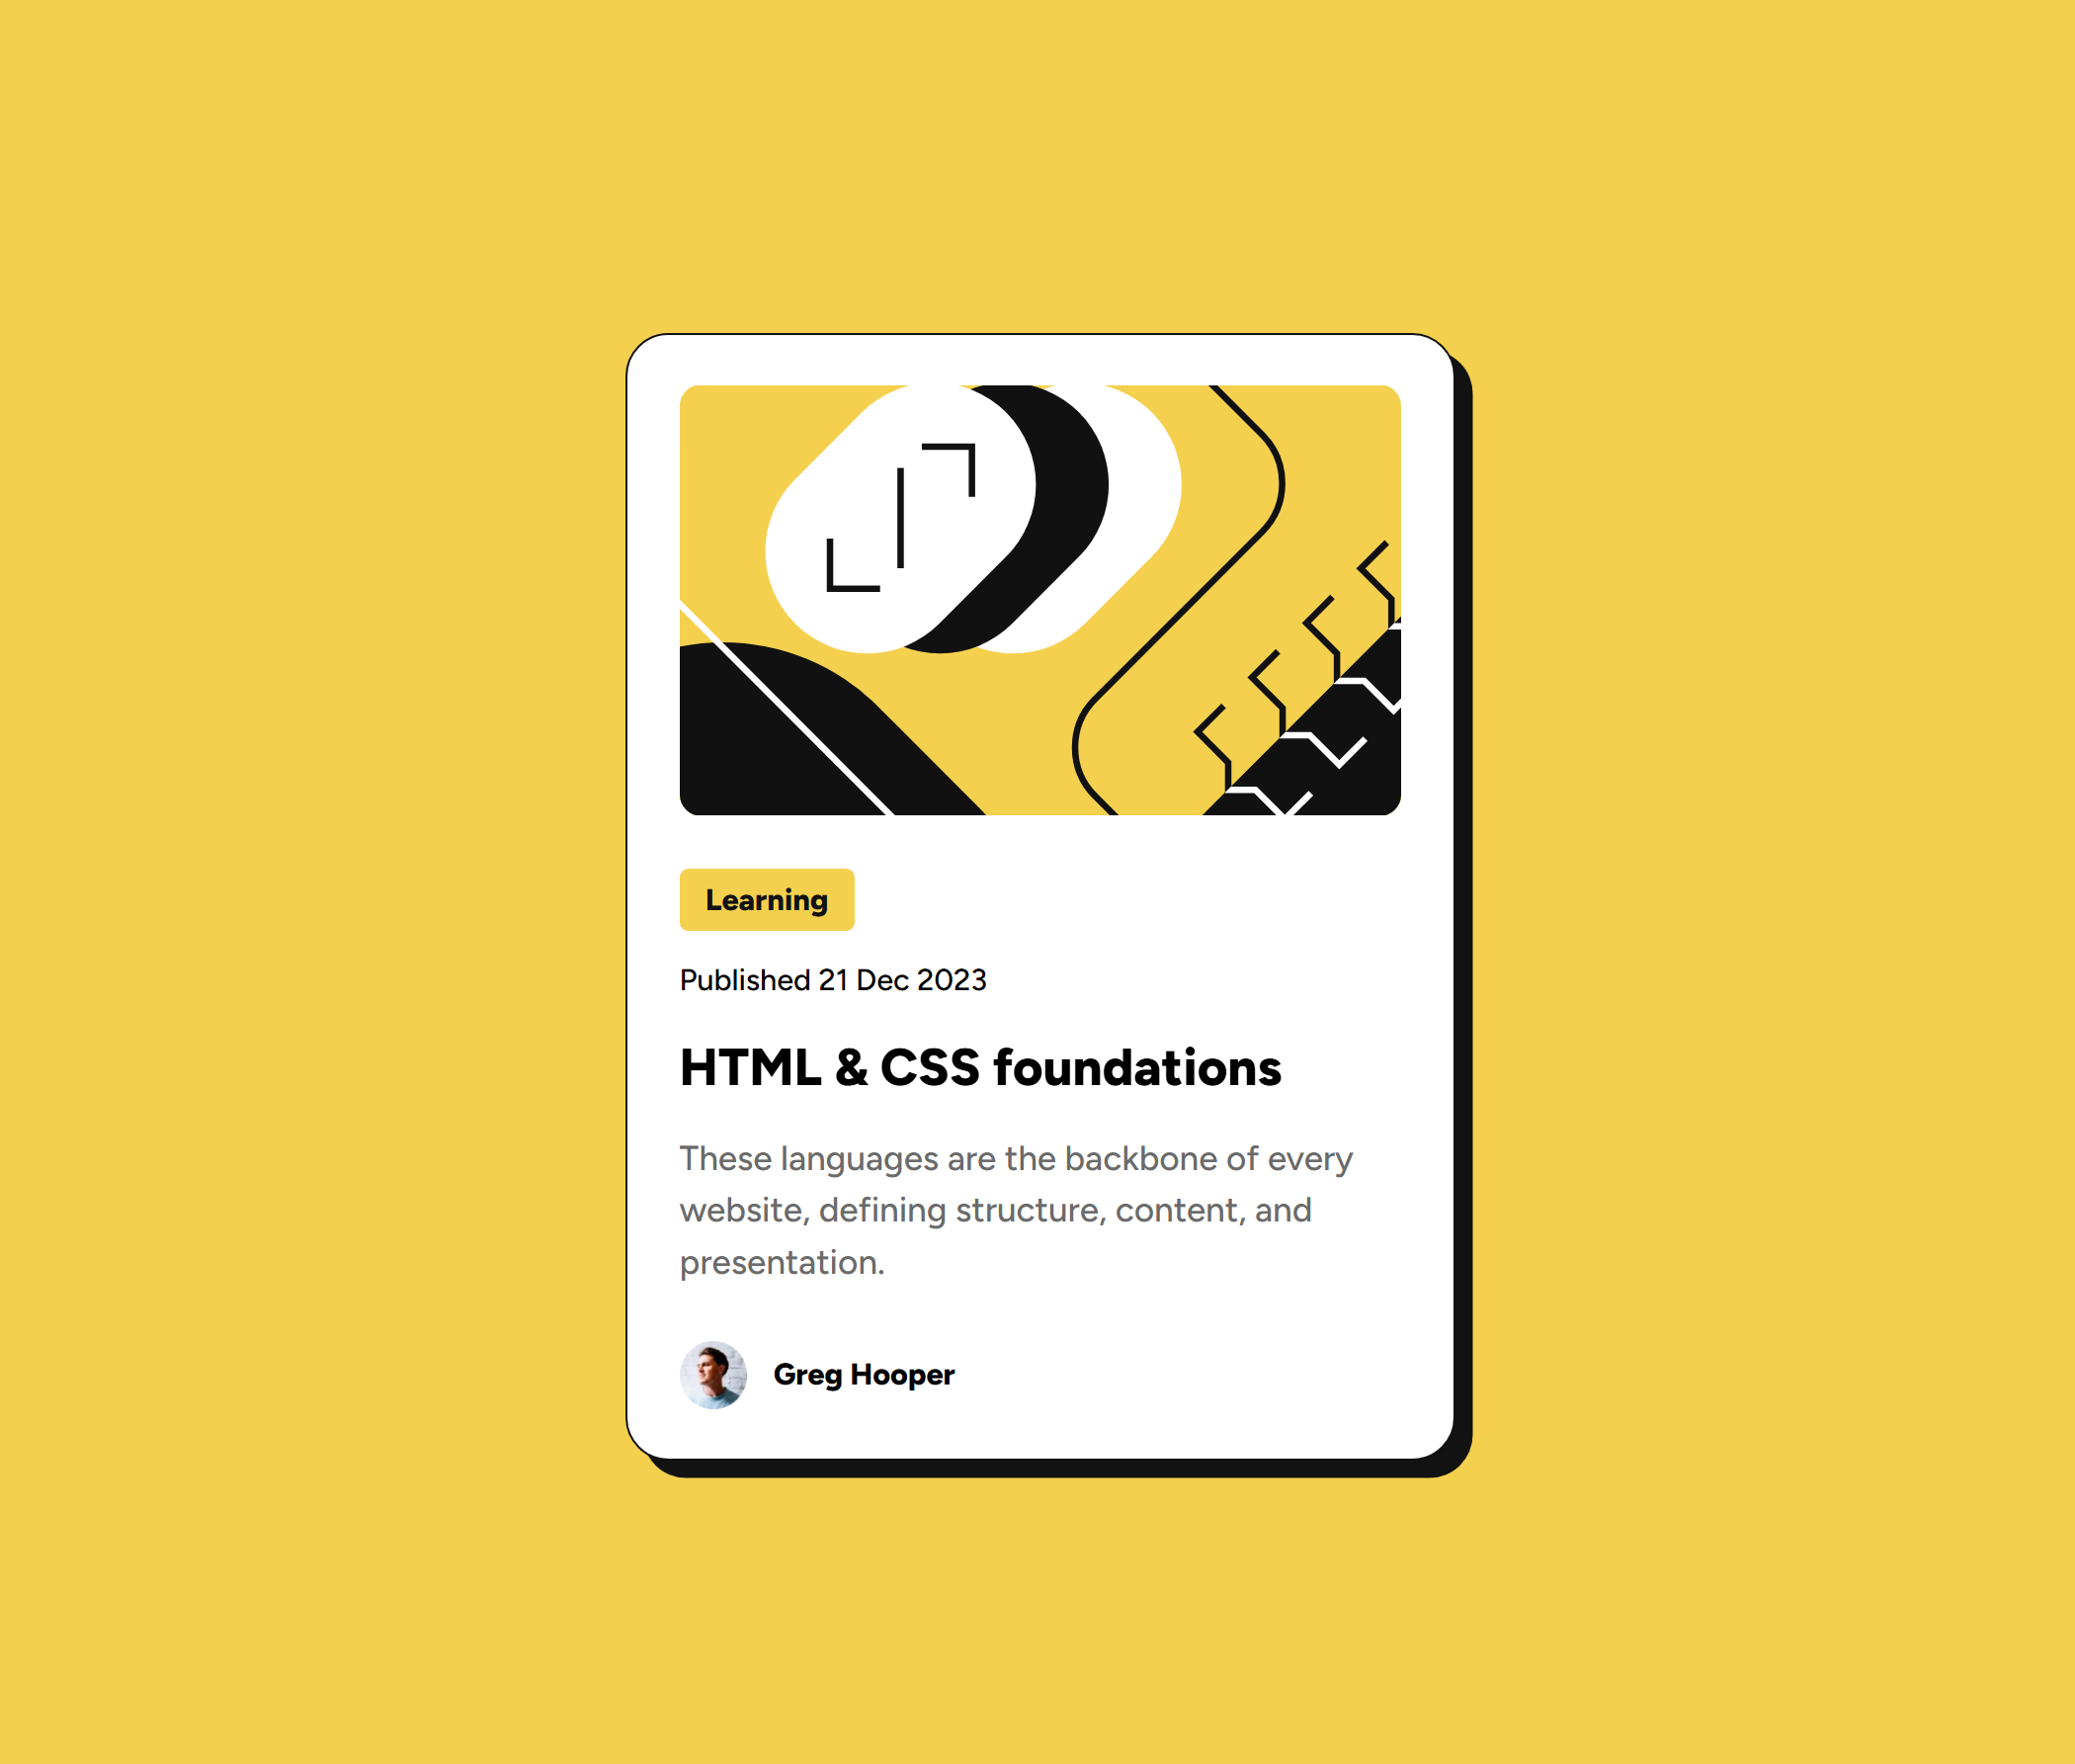 Learning
Published 21 Dec 2023
HTML & CSS foundations
These languages are the backbone of every
website, defining structure, content, and
presentation.
Greg Hooper